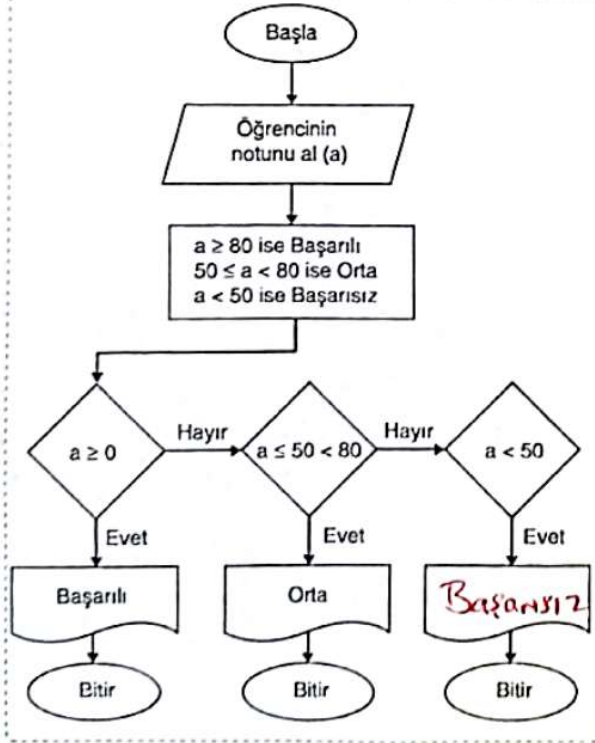 Başla
Öğrencinin
notunu al (a)
a ≥ 80 ise Başarılı
50 ≤ a < 80 ise Orta
a < 50 ise Başarısız
a ≥ 0
Hayır
a ≤ 50 < 80
Hayır
a < 50
Evet
Evet
Evet
Başarılı
Orta
Başarısız
Bitir
Bitir
Bitir